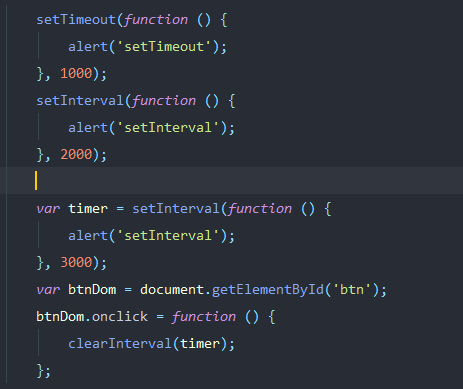 setTimeout(function () {
    alert('setTimeout');
}, 1000);
setInterval(function () {
    alert('setInterval');
}, 2000);

var timer = setInterval(function () {
    alert('setInterval');
}, 3000);
var btnDom = document.getElementById('btn');
btnDom.onclick = function () {
    clearInterval(timer);
};